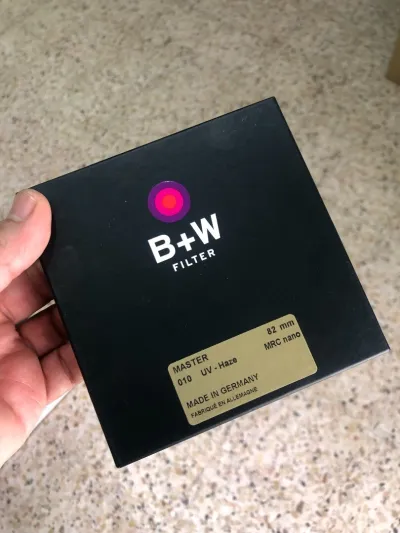 B+W
FILTER
MASTER 82 mm
010 UV - Haze MRC nano
MADE IN GERMANY
FABRIQUÉ EN ALLEMAGNE